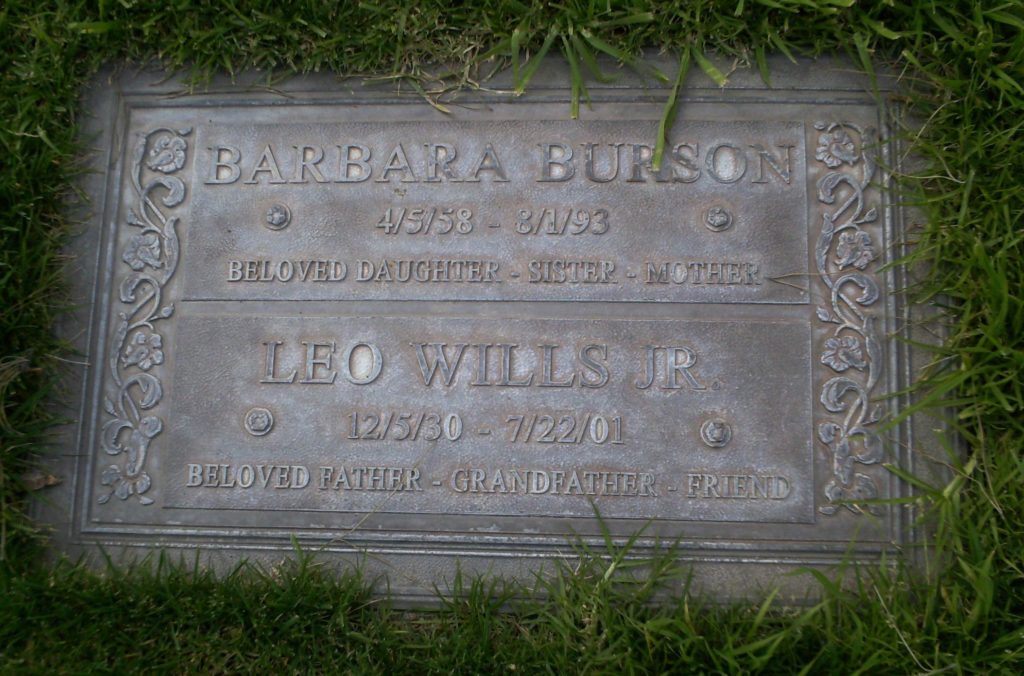 BARBARA BURSON
4/5/58 - 8/1/93
BELOVED DAUGHTER - SISTER - MOTHER
LEO WILLS JR.
12/5/30 - 7/22/01
BELOVED FATHER - GRANDFATHER - FRIEND